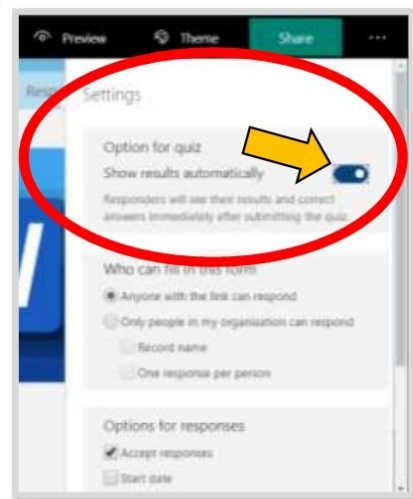 Preview Theme Share ...
Resp
Settings
Option for quiz
Show results automatically
Responders will see their results and correct
answers immediately after submitting the quiz.
Who can fill in this form
Anyone with the link can respond
Only people in my organisation can respond
Record name
One response per person
Options for responses
Accept responses
Start date